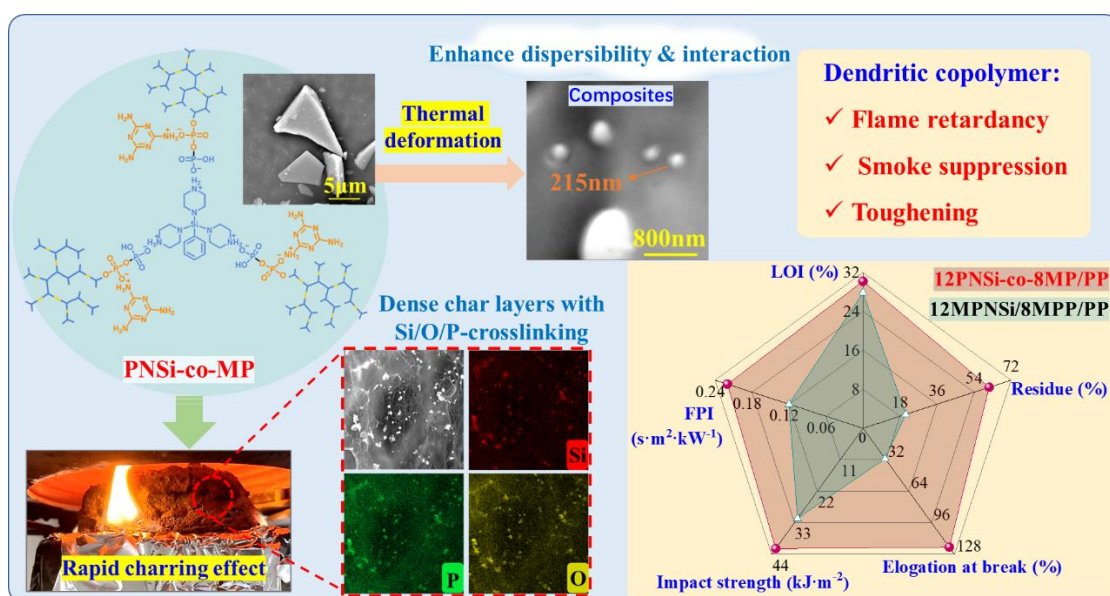 Enhance dispersibility & interaction
Thermal
deformation
5μm
Composites
215nm
800nm
Dendritic copolymer:
✓ Flame retardancy
✓ Smoke suppression
✓ Toughening
PNSi-co-MP
Rapid charring effect
Dense char layers with
Si/O/P-crosslinking
Si
P
O
12PNSi-co-8MP/PP
12MPNSi/8MPP/PP
LOI (%)
32
24
16
8
0
Residue (%)
72
54
36
18
Elogation at break (%)
128
96
64
32
Impact strength (kJ·m⁻²)
44
33
22
11
FPI
(s·m²·kW⁻¹)
0.24
0.18
0.12
0.06